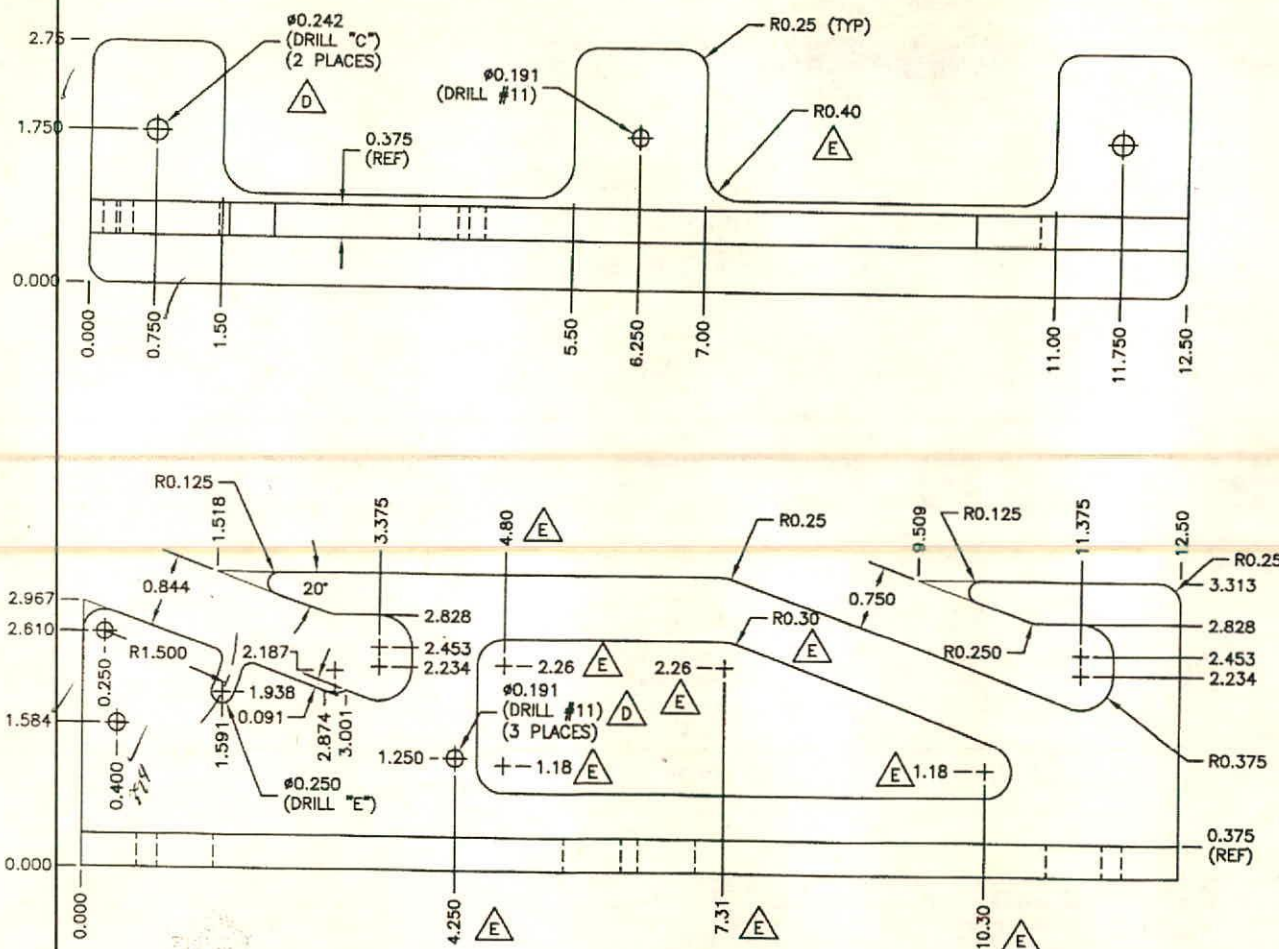 2.75
ø0.242
(DRILL "C")
(2 PLACES)
D
R0.25 (TYP)
ø0.191
(DRILL #11)
R0.40
E
1.750
0.375
(REF)
0.000
0.000
0.750
1.50
5.50
6.250
7.00
11.00
11.750
12.50
R0.125
1.518
3.375
4.80
E
R0.25
9.509
R0.125
11.375
12.50
R0.25
3.313
0.844
20°
0.750
2.967
2.828
2.828
2.610
R0.30
E
2.453
2.453
2.234
2.234
R1.500
2.187
R0.250
2.26
E
2.26
E
0.250
1.938
ø0.191
(DRILL #11)
(3 PLACES)
D
0.091
1.584
1.591
2.874
3.001
1.250
R0.375
0.400
ø0.250
(DRILL "E")
1.18
E
E
1.18
0.375
(REF)
0.000
0.000
4.250
E
7.31
E
10.30
E